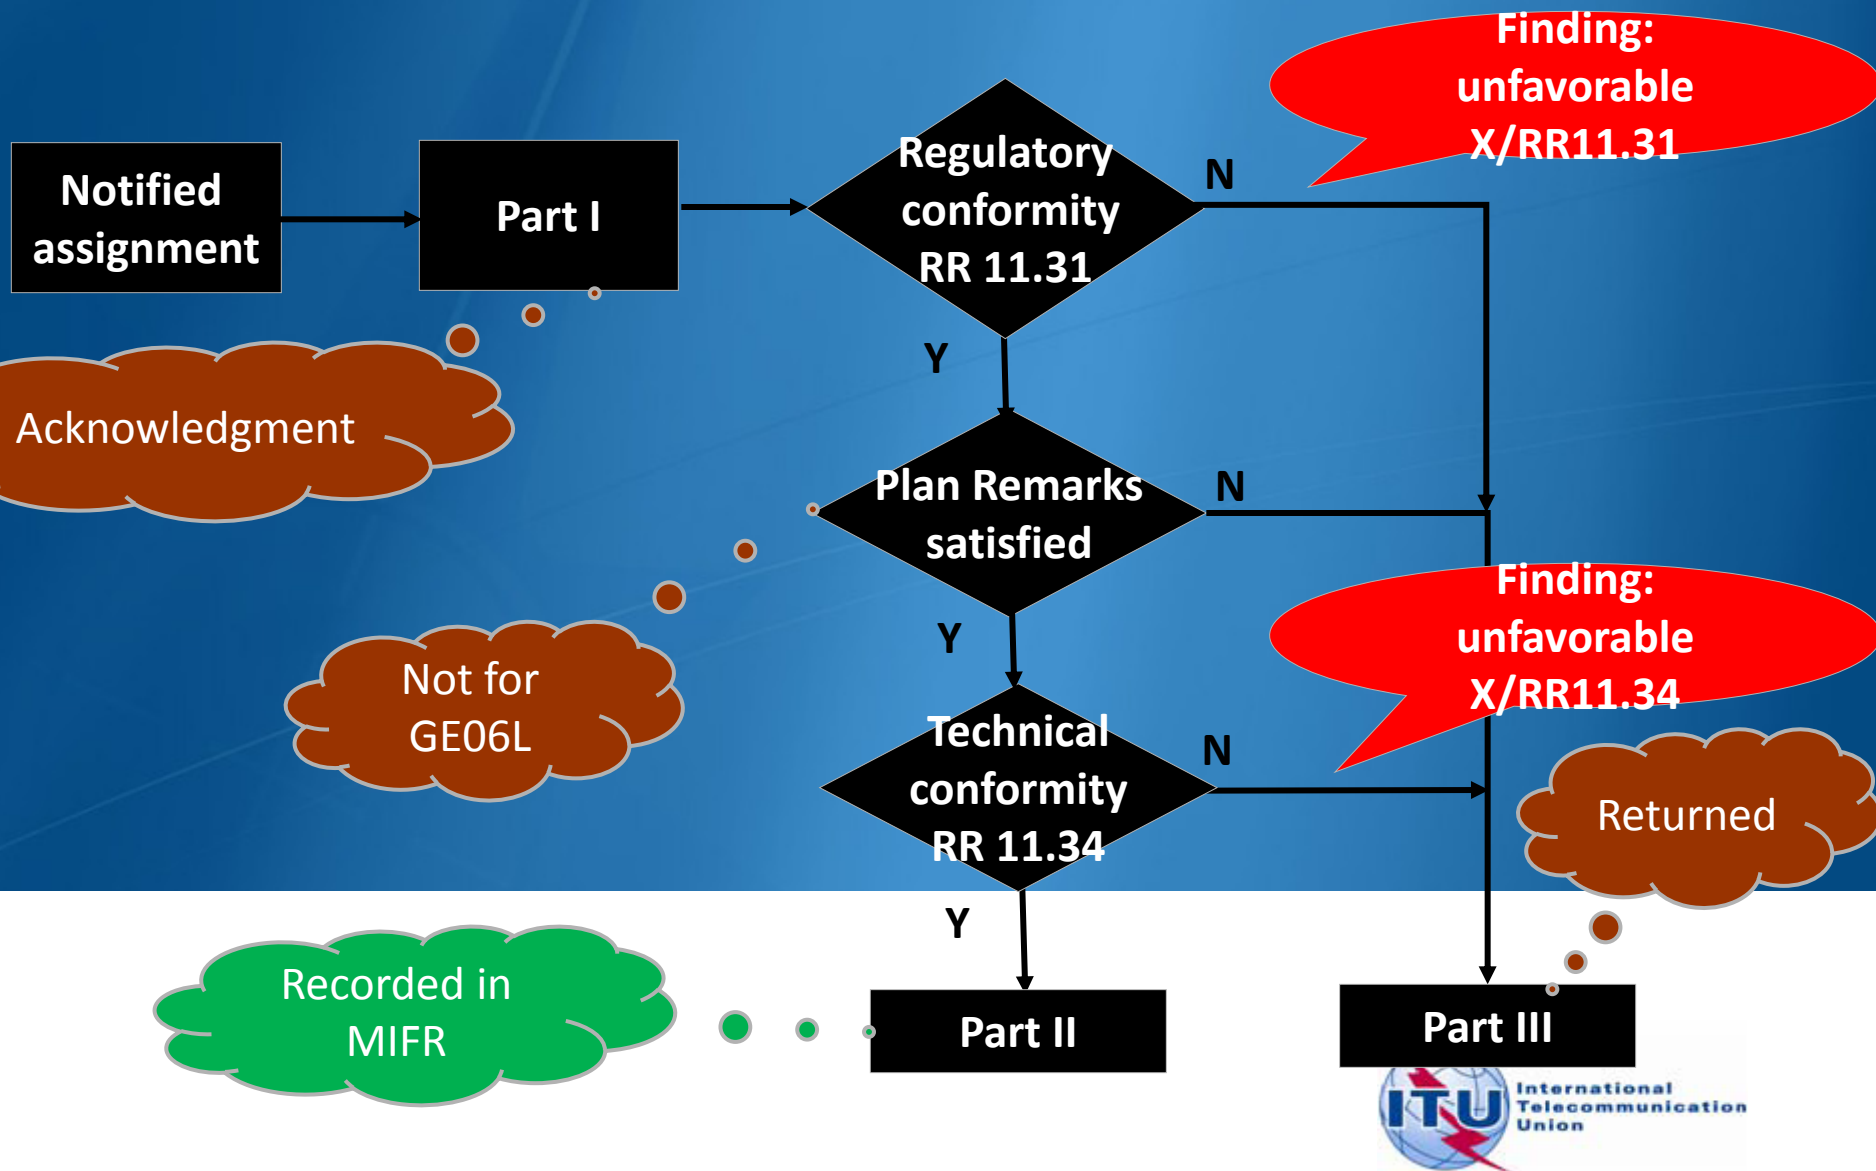 Finding:
unfavorable
X/RR11.31
Notified
assignment
Part I
Regulatory
conformity
RR 11.31
N
Y
Acknowledgment
Plan Remarks
satisfied
N
Y
Not for
GE06L
Finding:
unfavorable
X/RR11.34
Technical
conformity
RR 11.34
N
Returned
Y
Recorded in
MIFR
Part II
Part III
ITU
International
Telecommunication
Union